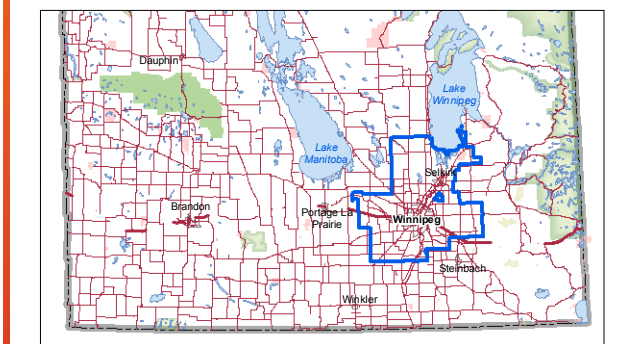 Dauphin
Lake
Winnipeg
Lake
Manitoba
Selkirk
Brandon
Portage La
Prairie
Winnipeg
Steinbach
Winkler